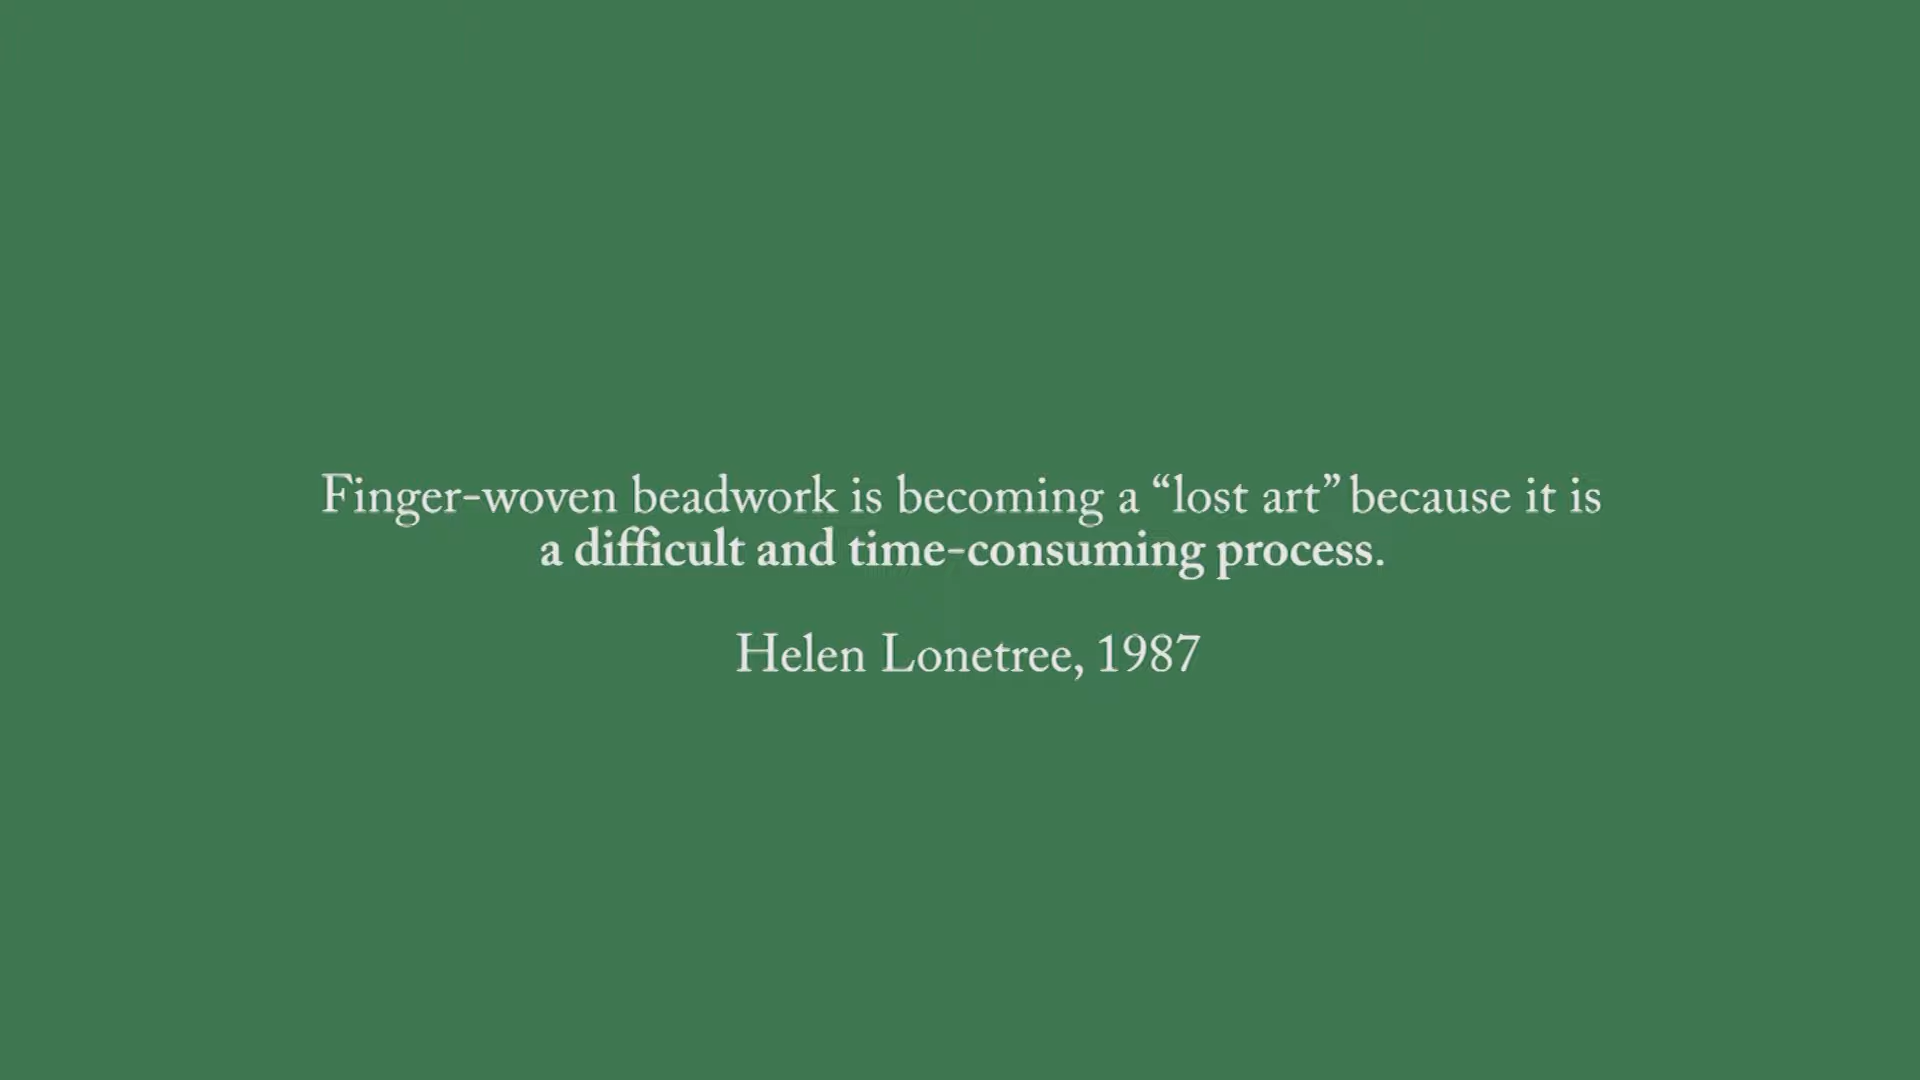 Finger-woven beadwork is becoming a “lost art” because it is
a difficult and time-consuming process.
Helen Lonetree, 1987